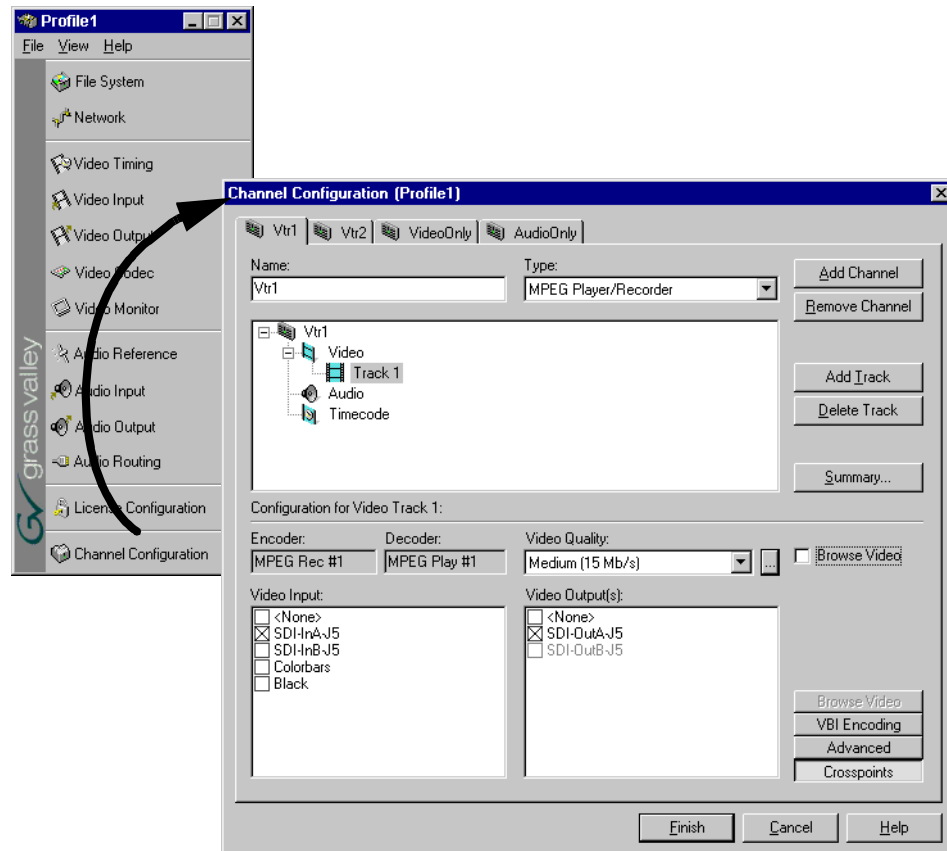 Profile1
File View Help
File System
Network
Video Timing
Video Input
Video Output
Video Codec
Video Monitor
Audio Reference
Audio Input
Audio Output
Audio Routing
License Configuration
Channel Configuration
grass valley
Channel Configuration (Profile1)
Vtr1 Vtr2 VideoOnly AudioOnly
Name: Type:
Vtr1 MPEG Player/Recorder
Add Channel
Remove Channel
Vtr1
Video
Track 1
Audio
Timecode
Add Track
Delete Track
Summary...
Configuration for Video Track 1:
Encoder: Decoder: Video Quality:
MPEG Rec #1 MPEG Play #1 Medium (15 Mb/s) ... Browse Video
Video Input: Video Output(s):
<None> <None>
SDI-InA-J5 SDI-OutA-J5
SDI-InB-J5 SDI-OutB-J5
Colorbars
Black
Browse Video
VBI Encoding
Advanced
Crosspoints
Finish Cancel Help